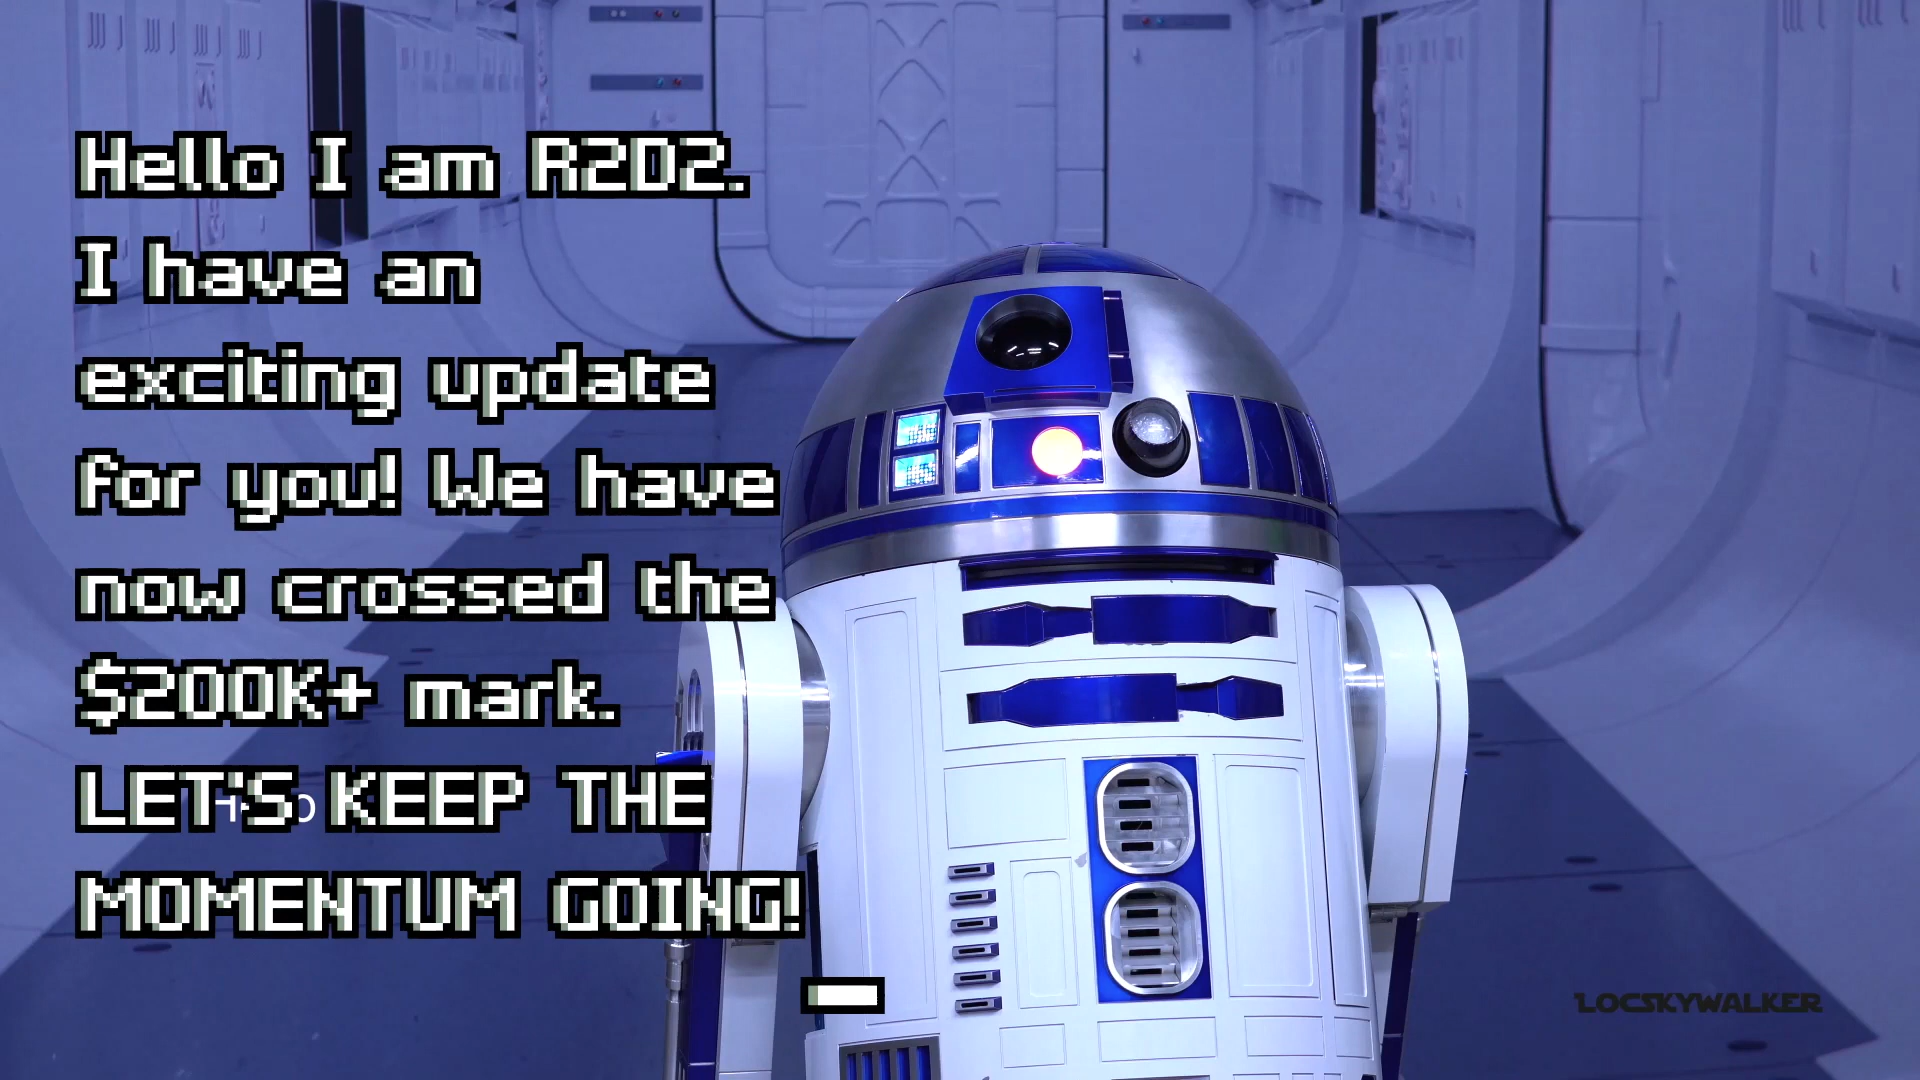 Hello I am R2D2.
I have an
exciting update
for you! We have
now crossed the
$200K+ mark.
LET'S KEEP THE
MOMENTUM GOING!
LOCSKYWALKER